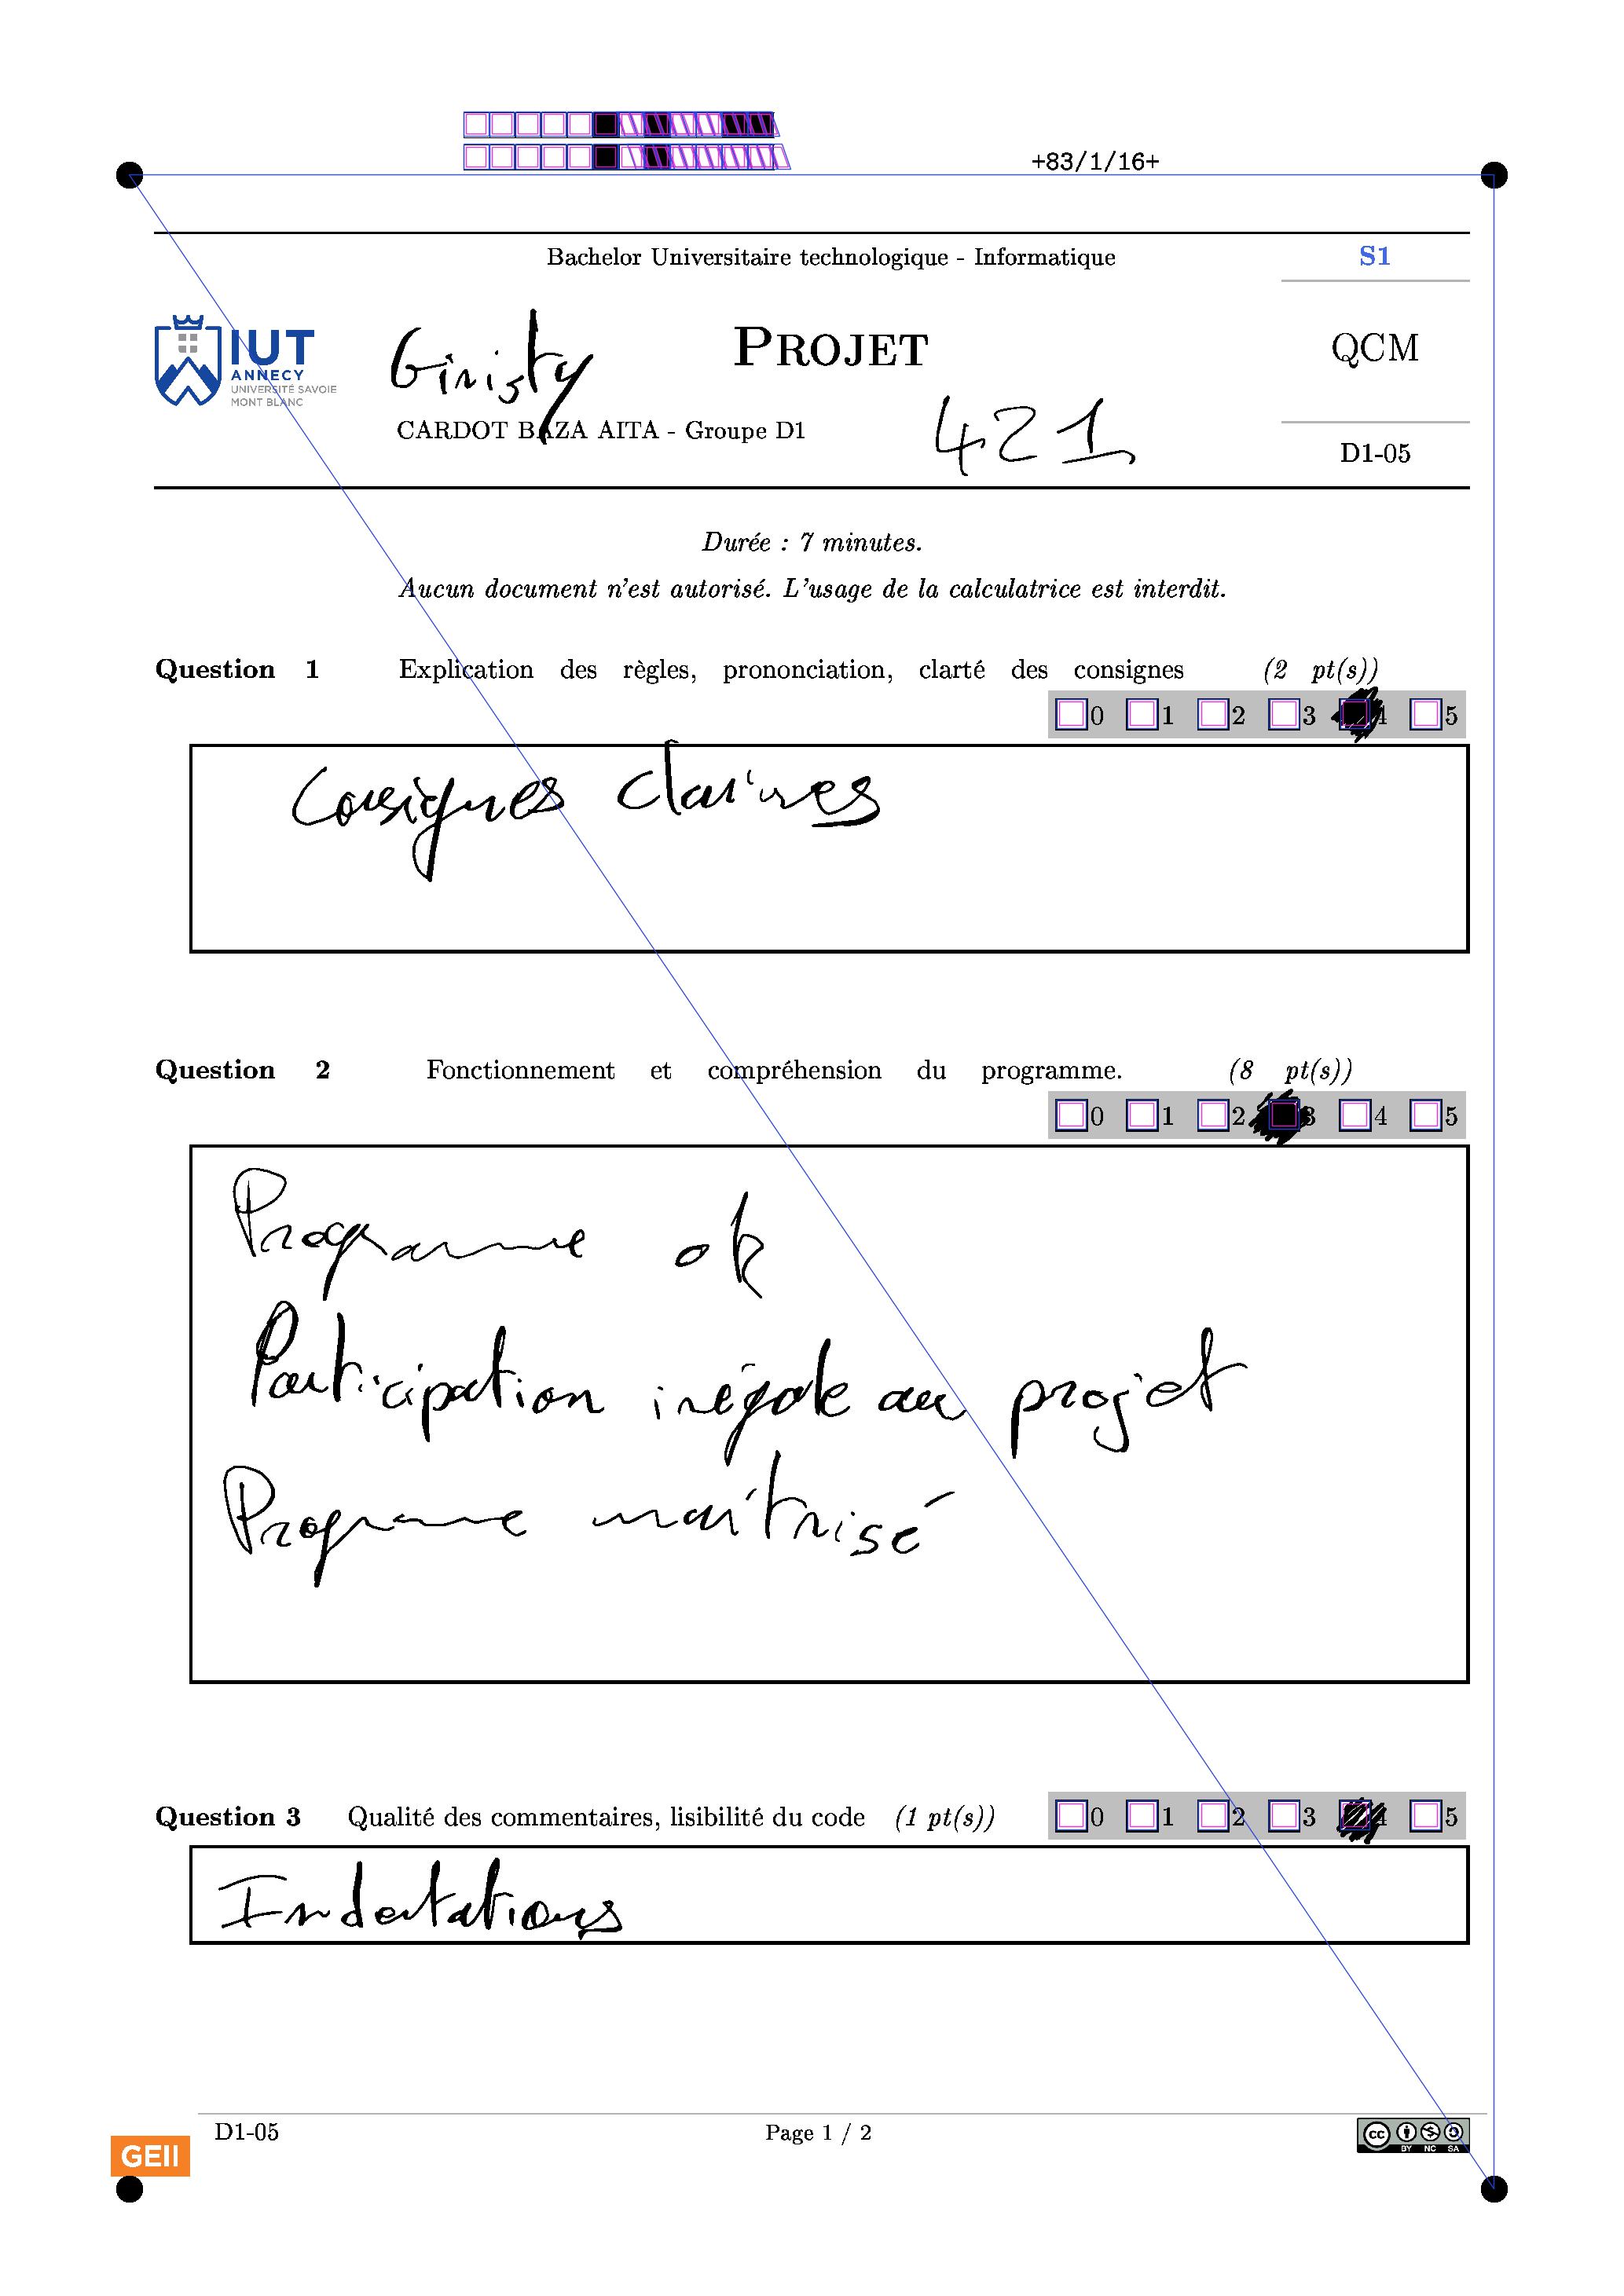 +83/1/16+
Bachelor Universitaire technologique - Informatique
S1
IUT
ANNECY
UNIVERSITÉ SAVOIE
MONT BLANC
Ginisty
PROJET
QCM
CARDOT BAZA AITA - Groupe D1
421
D1-05
Durée : 7 minutes.
Aucun document n'est autorisé. L'usage de la calculatrice est interdit.
Question 1 Explication des règles, prononciation, clarté des consignes (2 pt(s))
0 1 2 3 4 5
Consignes claires
Question 2 Fonctionnement et compréhension du programme. (8 pt(s))
0 1 2 3 4 5
Programme ok
Participation inégale au projet
Programme maîtrisé
Question 3 Qualité des commentaires, lisibilité du code (1 pt(s)) 0 1 2 3 4 5
Indentations
D1-05
Page 1 / 2
GEII
cc BY NC SA